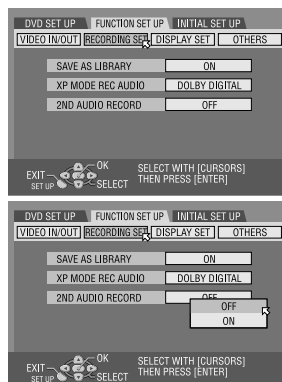 DVD SET UP FUNCTION SET UP INITIAL SET UP
VIDEO IN/OUT RECORDING SET DISPLAY SET OTHERS
SAVE AS LIBRARY ON
XP MODE REC AUDIO DOLBY DIGITAL
2ND AUDIO RECORD OFF
EXIT OK SELECT WITH [CURSORS]
SET UP SELECT THEN PRESS [ENTER]
DVD SET UP FUNCTION SET UP INITIAL SET UP
VIDEO IN/OUT RECORDING SET DISPLAY SET OTHERS
SAVE AS LIBRARY ON
XP MODE REC AUDIO DOLBY DIGITAL
2ND AUDIO RECORD OFF
OFF
ON
EXIT OK SELECT WITH [CURSORS]
SET UP SELECT THEN PRESS [ENTER]